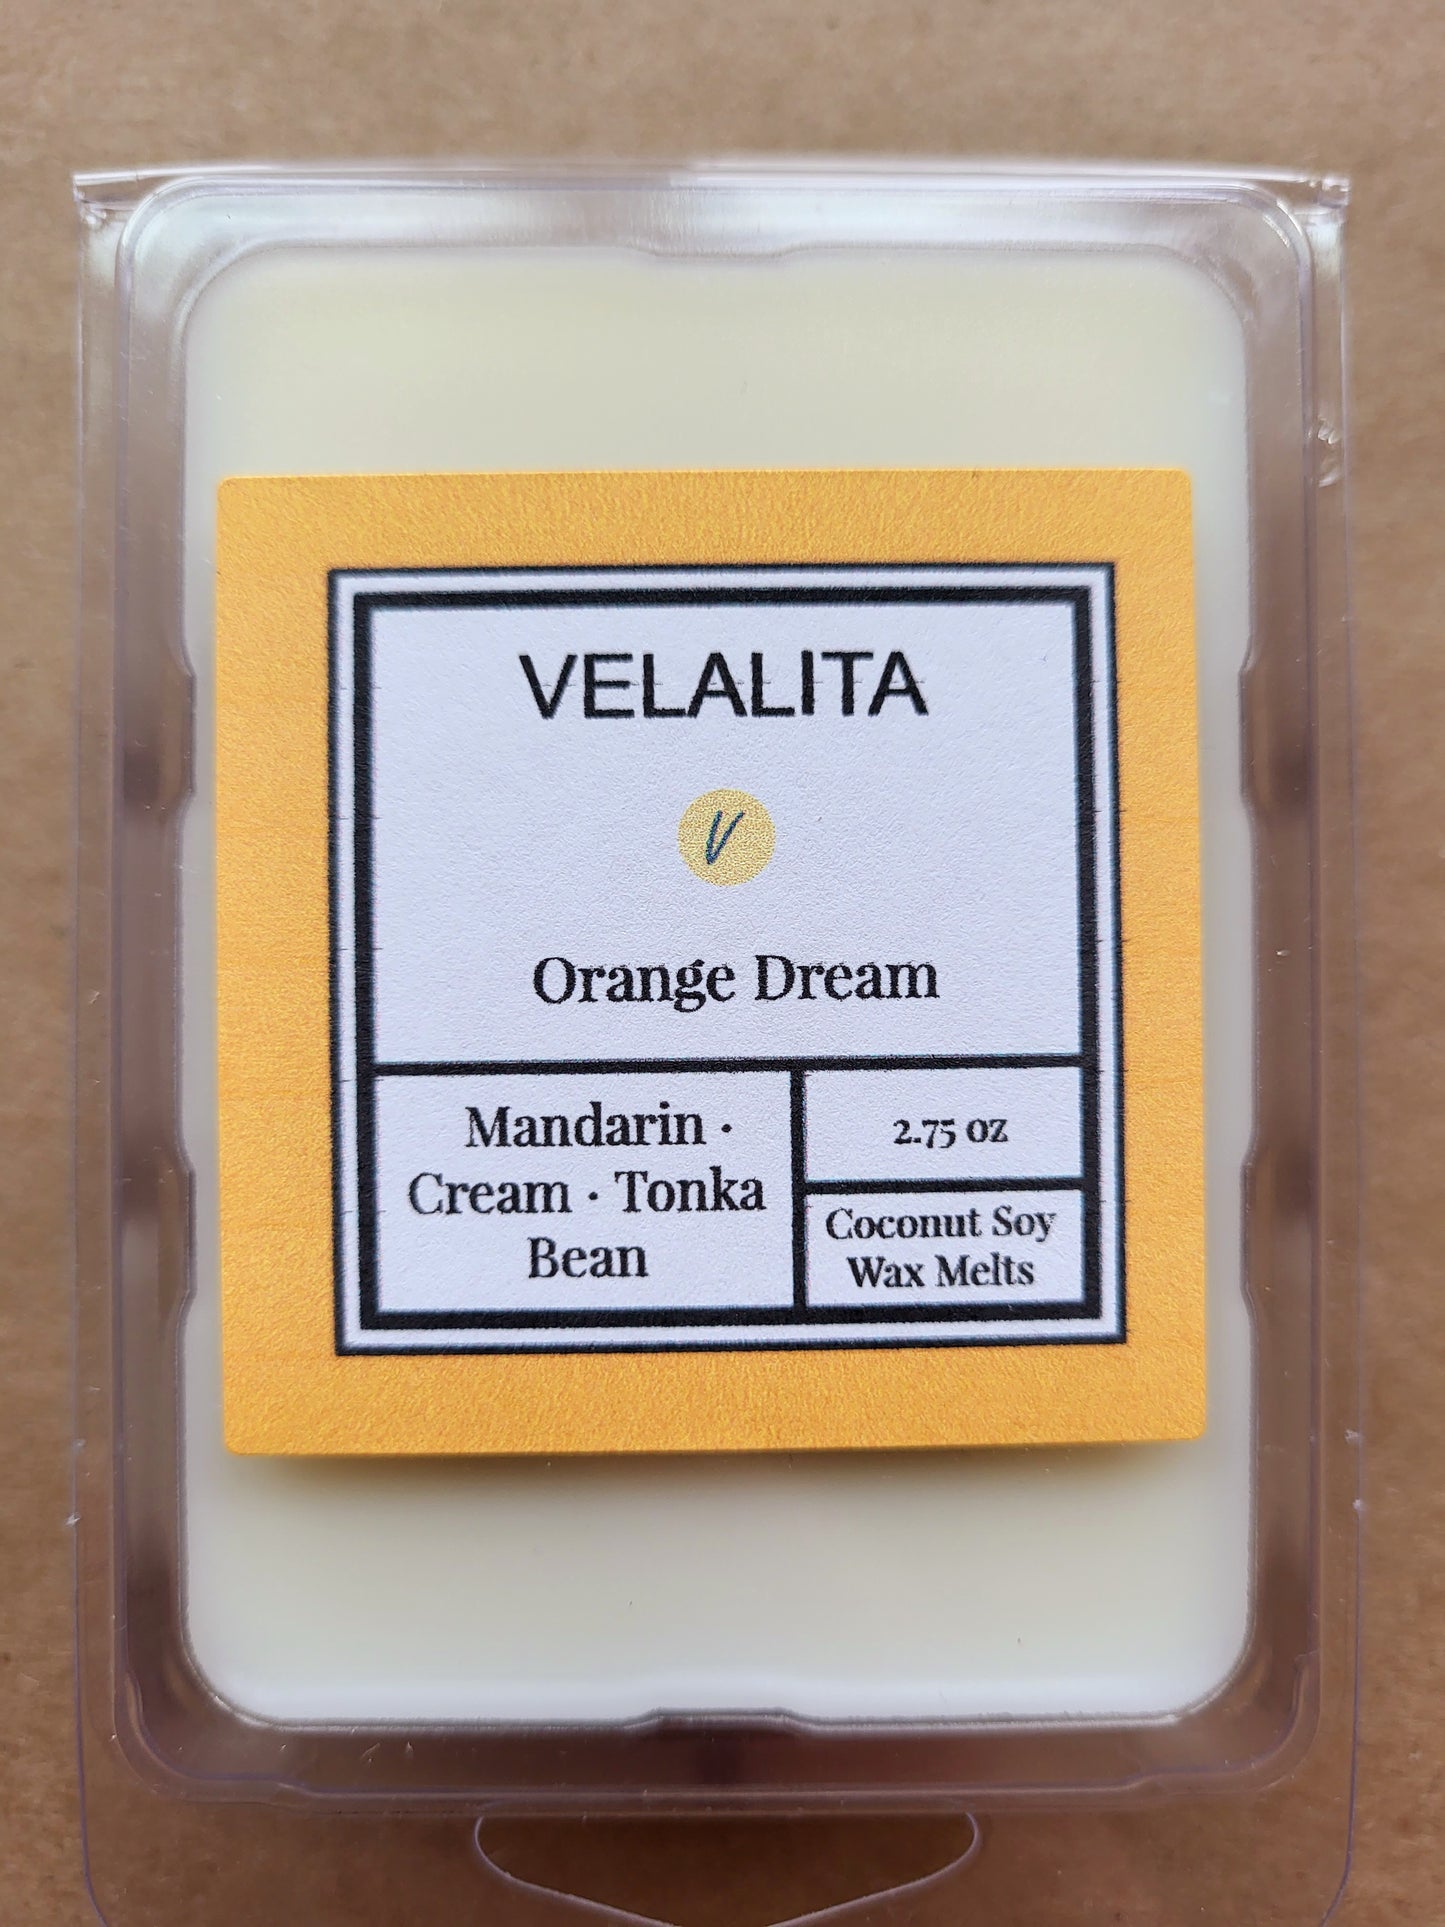 VELALITA
V
Orange Dream
Mandarin ·
Cream · Tonka
Bean
2.75 oz
Coconut Soy
Wax Melts